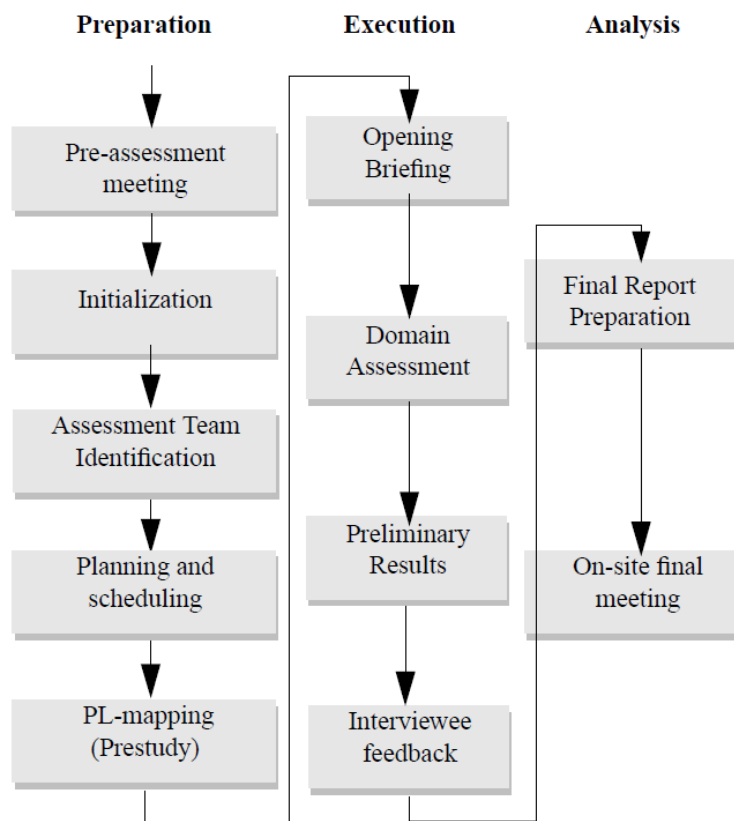 Preparation
Execution
Analysis
Pre-assessment
meeting
Initialization
Assessment Team
Identification
Planning and
scheduling
PL-mapping
(Prestudy)
Opening
Briefing
Domain
Assessment
Preliminary
Results
Interviewee
feedback
Final Report
Preparation
On-site final
meeting